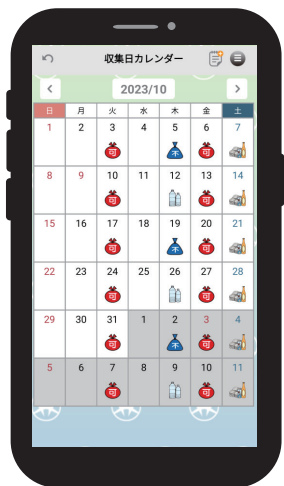 収集日カレンダー
< 2023/10 >
日 月 火 水 木 金 土
1 2 3 4 5 6 7
可 不 可
8 9 10 11 12 13 14
可 可
15 16 17 18 19 20 21
可 不 可
22 23 24 25 26 27 28
可 可
29 30 31 1 2 3 4
可 不 可
5 6 7 8 9 10 11
可 可